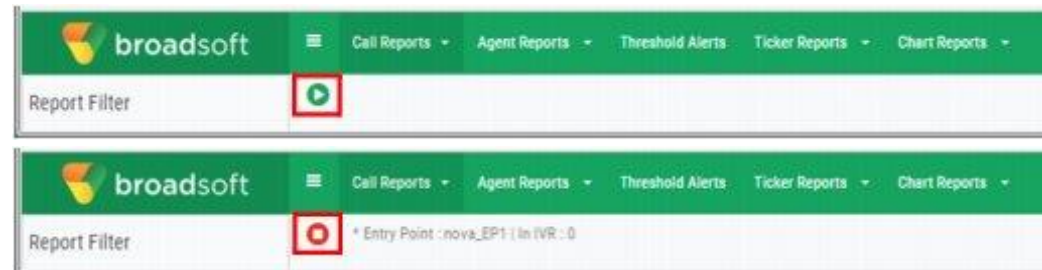 broadsoft Call Reports Agent Reports Threshold Alerts Ticker Reports Chart Reports
Report Filter
broadsoft Call Reports Agent Reports Threshold Alerts Ticker Reports Chart Reports
Report Filter * Entry Point : nova_EP1 | In IVR : 0